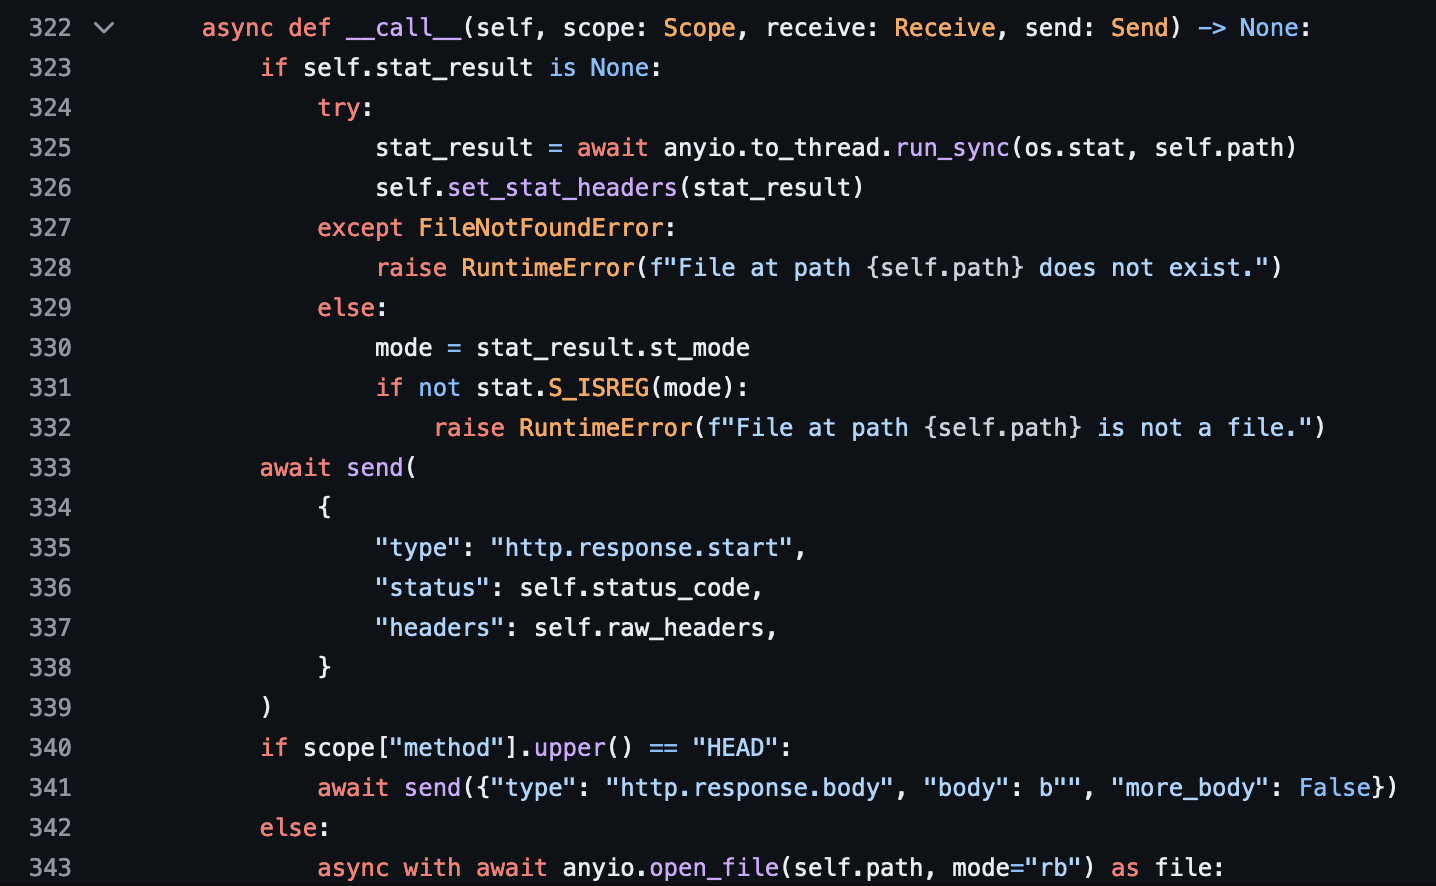 322 async def __call__(self, scope: Scope, receive: Receive, send: Send) -> None:
323 if self.stat_result is None:
324 try:
325 stat_result = await anyio.to_thread.run_sync(os.stat, self.path)
326 self.set_stat_headers(stat_result)
327 except FileNotFoundError:
328 raise RuntimeError(f"File at path {self.path} does not exist.")
329 else:
330 mode = stat_result.st_mode
331 if not stat.S_ISREG(mode):
332 raise RuntimeError(f"File at path {self.path} is not a file.")
333 await send(
334 {
335 "type": "http.response.start",
336 "status": self.status_code,
337 "headers": self.raw_headers,
338 }
339 )
340 if scope["method"].upper() == "HEAD":
341 await send({"type": "http.response.body", "body": b"", "more_body": False})
342 else:
343 async with await anyio.open_file(self.path, mode="rb") as file: